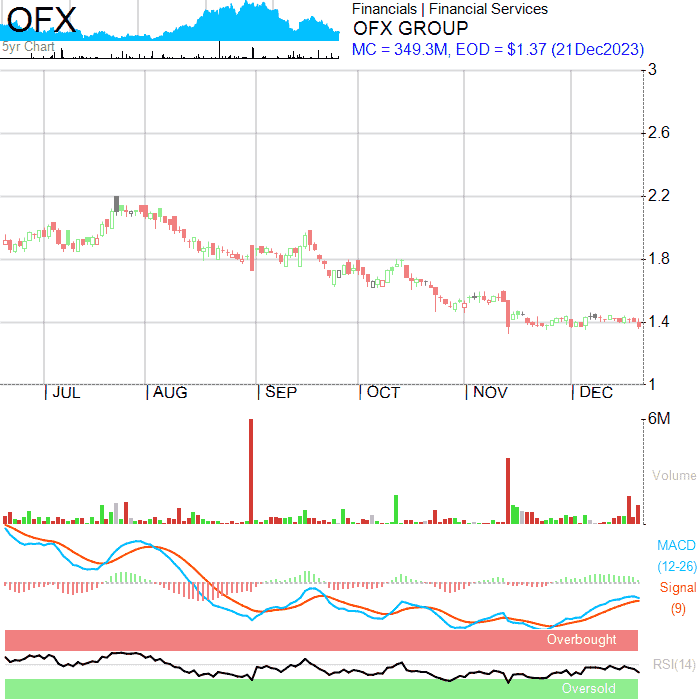 OFX
5yr Chart
Financials | Financial Services
OFX GROUP
MC = 349.3M, EOD = $1.37 (21Dec2023)
3
2.6
2.2
1.8
1.4
1
JUL AUG SEP OCT NOV DEC
6M
Volume
MACD
(12-26)
Signal
(9)
Overbought
RSI(14)
Oversold